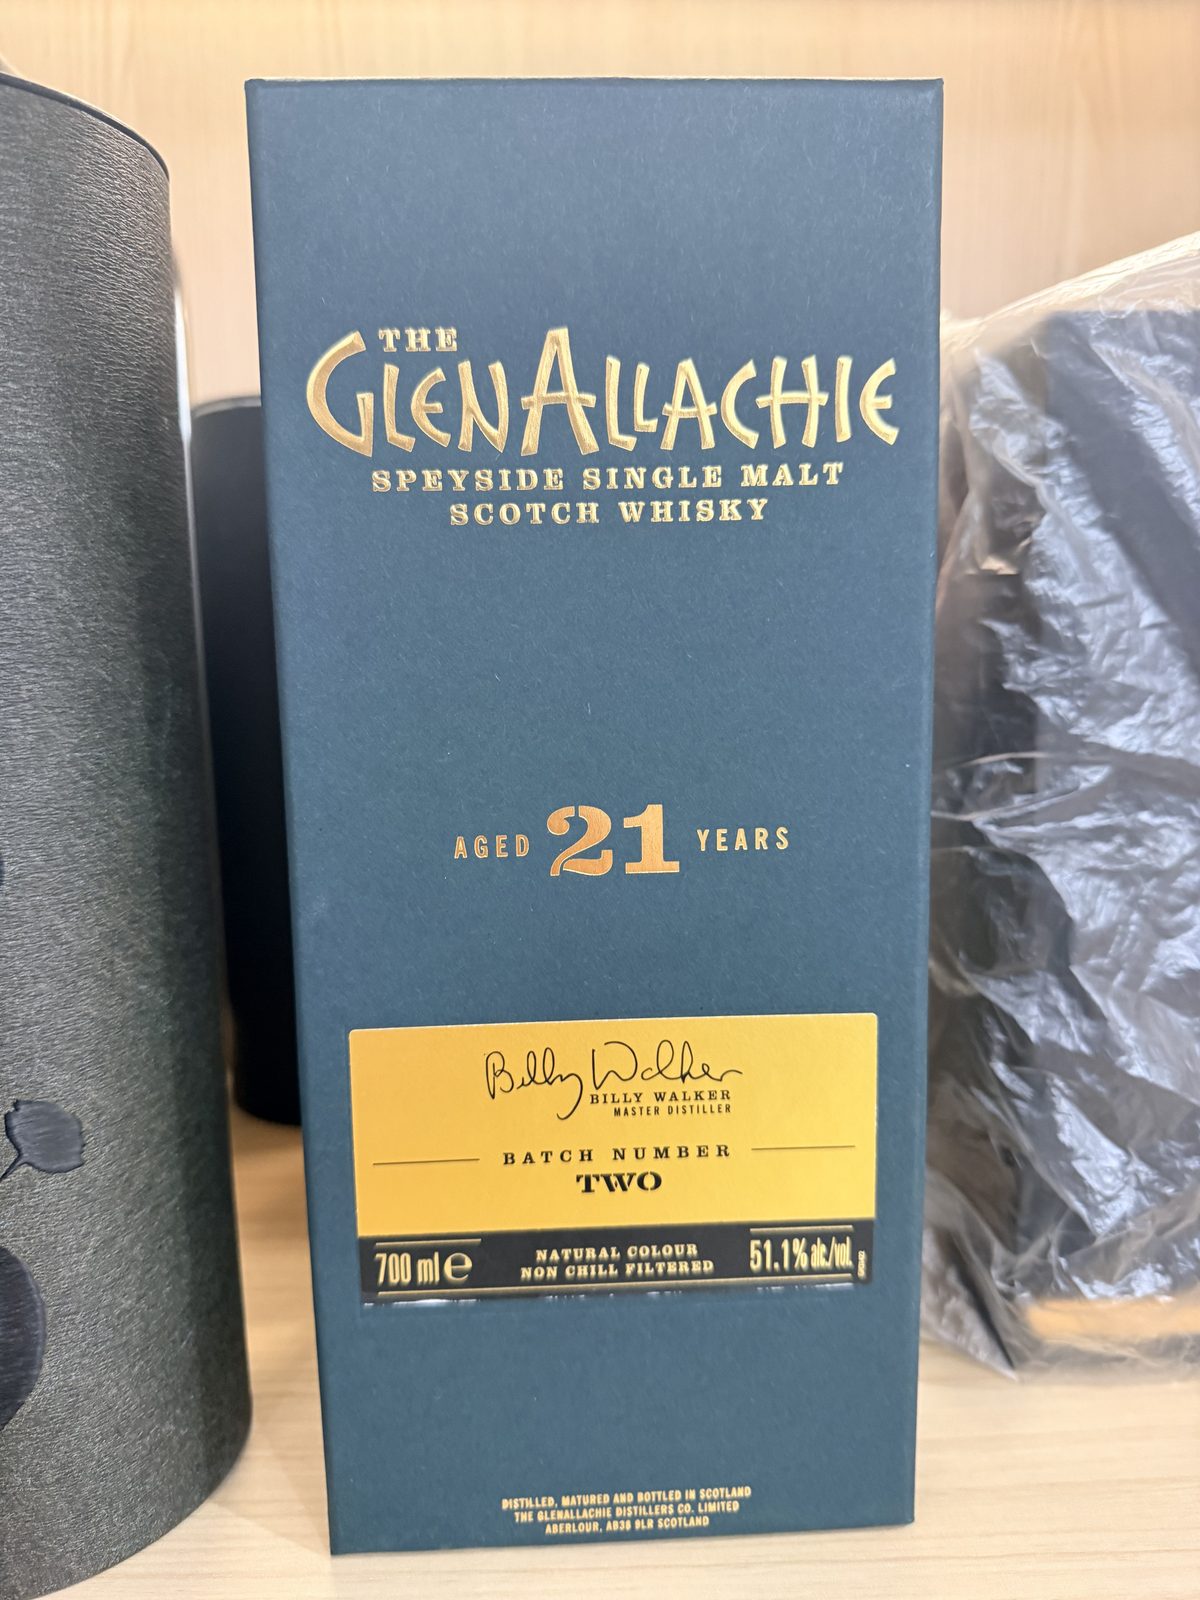 THE
GLENALLACHIE
SPEYSIDE SINGLE MALT
SCOTCH WHISKY
AGED 21 YEARS
Billy Walker
BILLY WALKER
MASTER DISTILLER
BATCH NUMBER
TWO
700 ml e
NATURAL COLOUR
NON CHILL FILTERED
51.1% alc./vol.
DISTILLED, MATURED AND BOTTLED IN SCOTLAND
THE GLENALLACHIE DISTILLERS CO. LIMITED
ABERLOUR, AB38 9LR SCOTLAND